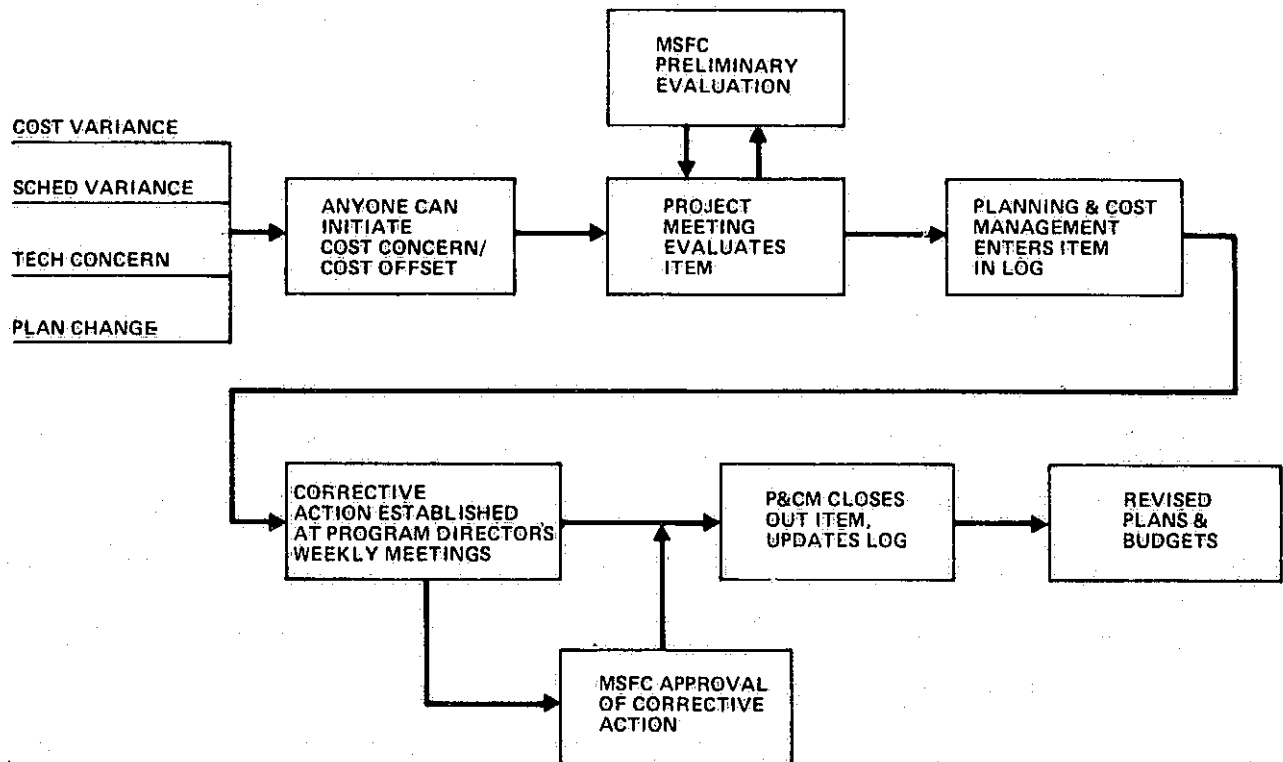 MSFC
PRELIMINARY
EVALUATION
COST VARIANCE
SCHED VARIANCE
TECH CONCERN
PLAN CHANGE
ANYONE CAN
INITIATE
COST CONCERN/
COST OFFSET
PROJECT
MEETING
EVALUATES
ITEM
PLANNING & COST
MANAGEMENT
ENTERS ITEM
IN LOG
CORRECTIVE
ACTION ESTABLISHED
AT PROGRAM DIRECTOR'S
WEEKLY MEETINGS
P&CM CLOSES
OUT ITEM,
UPDATES LOG
REVISED
PLANS &
BUDGETS
MSFC APPROVAL
OF CORRECTIVE
ACTION